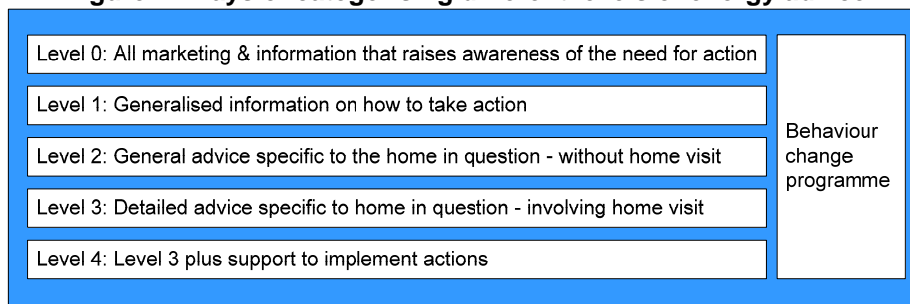 Level 0: All marketing & information that raises awareness of the need for action
Level 1: Generalised information on how to take action
Level 2: General advice specific to the home in question - without home visit
Level 3: Detailed advice specific to home in question - involving home visit
Level 4: Level 3 plus support to implement actions
Behaviour
change
programme